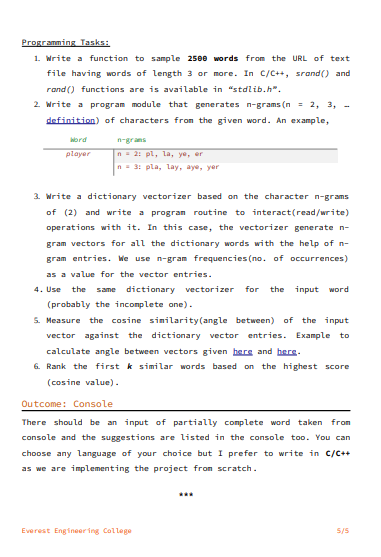 Programming Tasks:
1. Write a function to sample 2500 words from the URL of text
file having words of length 3 or more. In C/C++, srand() and
rand() functions are is available in “stdlib.h”.
2. Write a program module that generates n-grams(n = 2, 3, …
definition) of characters from the given word. An example,
Word n-grams
player n = 2: pl, la, ye, er
n = 3: pla, lay, aye, yer
3. Write a dictionary vectorizer based on the character n-grams
of (2) and write a program routine to interact(read/write)
operations with it. In this case, the vectorizer generate n-
gram vectors for all the dictionary words with the help of n-
gram entries. We use n-gram frequencies(no. of occurrences)
as a value for the vector entries.
4. Use the same dictionary vectorizer for the input word
(probably the incomplete one).
5. Measure the cosine similarity(angle between) of the input
vector against the dictionary vector entries. Example to
calculate angle between vectors given here and here.
6. Rank the first k similar words based on the highest score
(cosine value).
Outcome: Console
There should be an input of partially complete word taken from
console and the suggestions are listed in the console too. You can
choose any language of your choice but I prefer to write in C/C++
as we are implementing the project from scratch.
***
Everest Engineering College 5/5